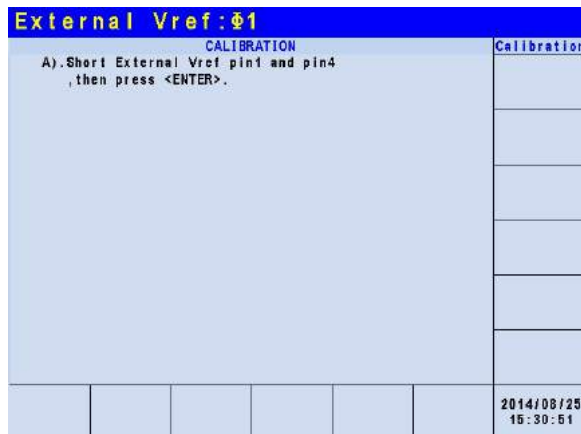 External Vref:Φ1
CALIBRATION
Calibration
A).Short External Vref pin1 and pin4
,then press <ENTER>.
2014/08/25
15:30:51